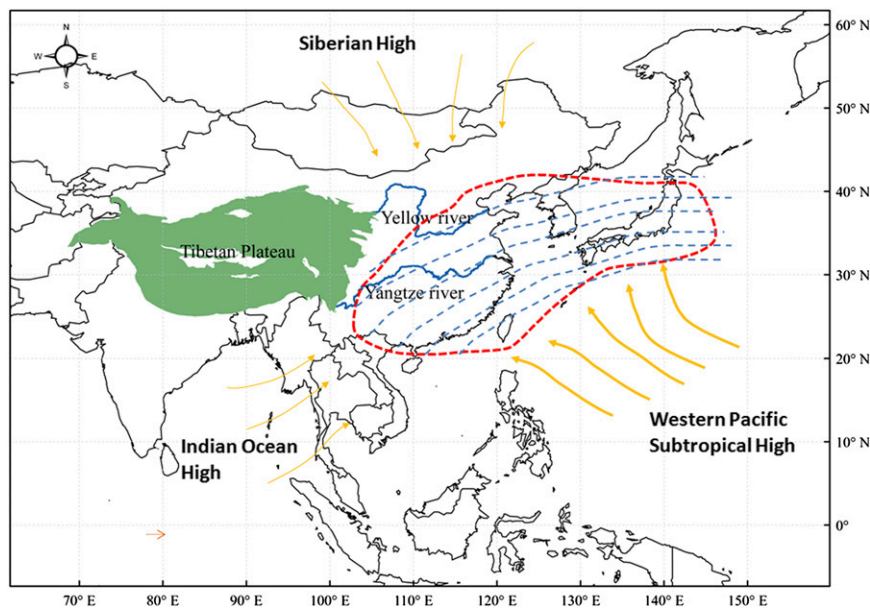 N
W E
S
Siberian High
60° N
50° N
40° N
Yellow river
Tibetan Plateau
30° N
Yangtze river
20° N
Western Pacific
Subtropical High
Indian Ocean
High
10° N
0°
70° E 80° E 90° E 100° E 110° E 120° E 130° E 140° E 150° E